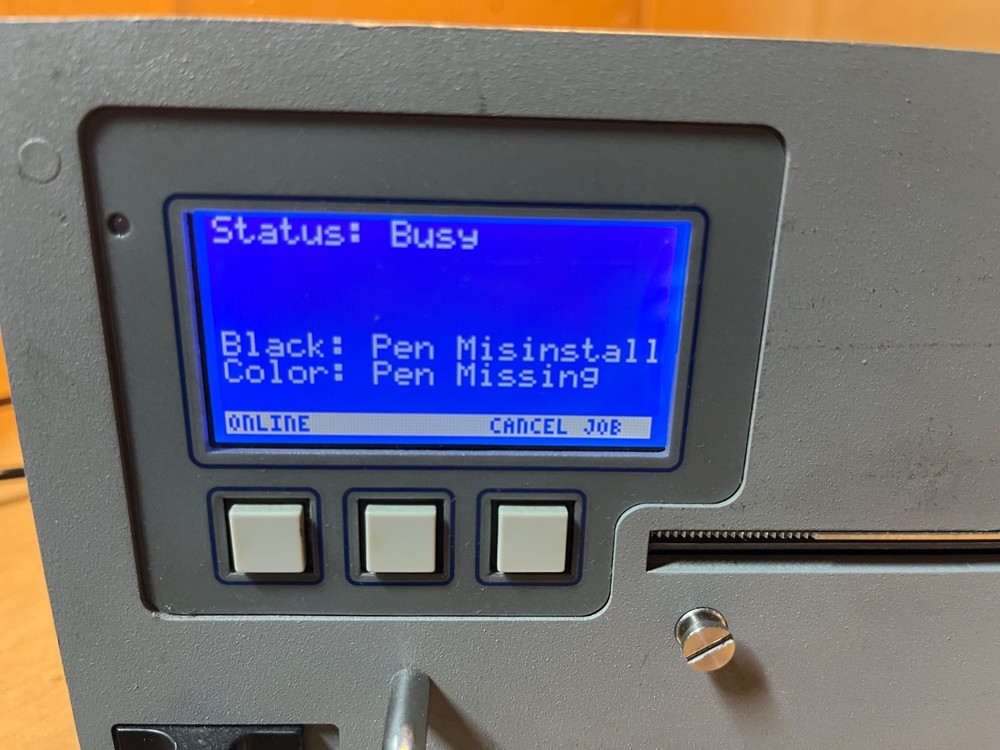 Status: Busy
Black: Pen Misinstall
Color: Pen Missing
ONLINE CANCEL JOB